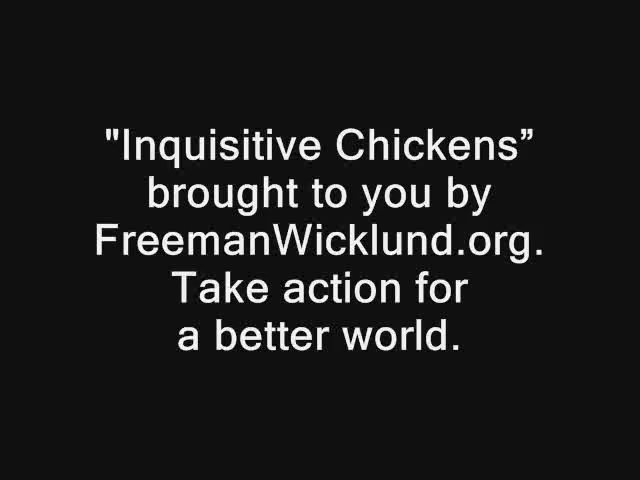 "Inquisitive Chickens”
brought to you by
FreemanWicklund.org.
Take action for
a better world.